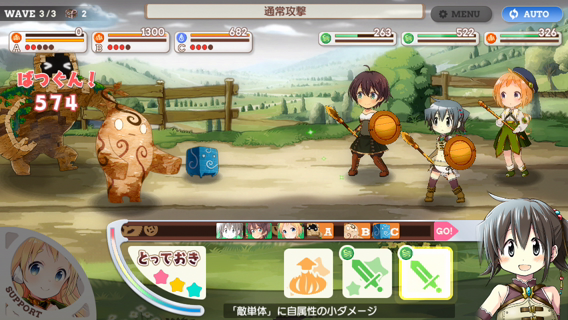 WAVE 3/3 2
通常攻撃
MENU
AUTO
A 0
B 1300
C 682
263
522
326
ばつぐん!
574
A B C GO!
とっておき
SUPPORT
「敵単体」に自属性の小ダメージ